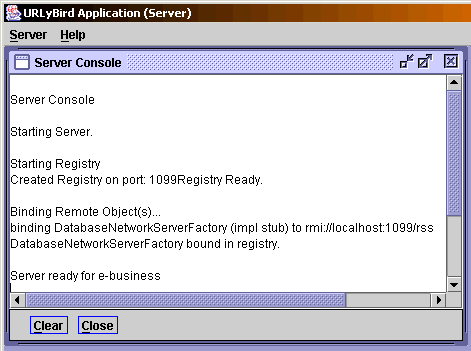 URLyBird Application (Server)
Server Help
Server Console
Server Console
Starting Server.
Starting Registry
Created Registry on port: 1099Registry Ready.
Binding Remote Object(s)...
binding DatabaseNetworkServerFactory (impl stub) to rmi://localhost:1099/rss
DatabaseNetworkServerFactory bound in registry.
Server ready for e-business
Clear Close